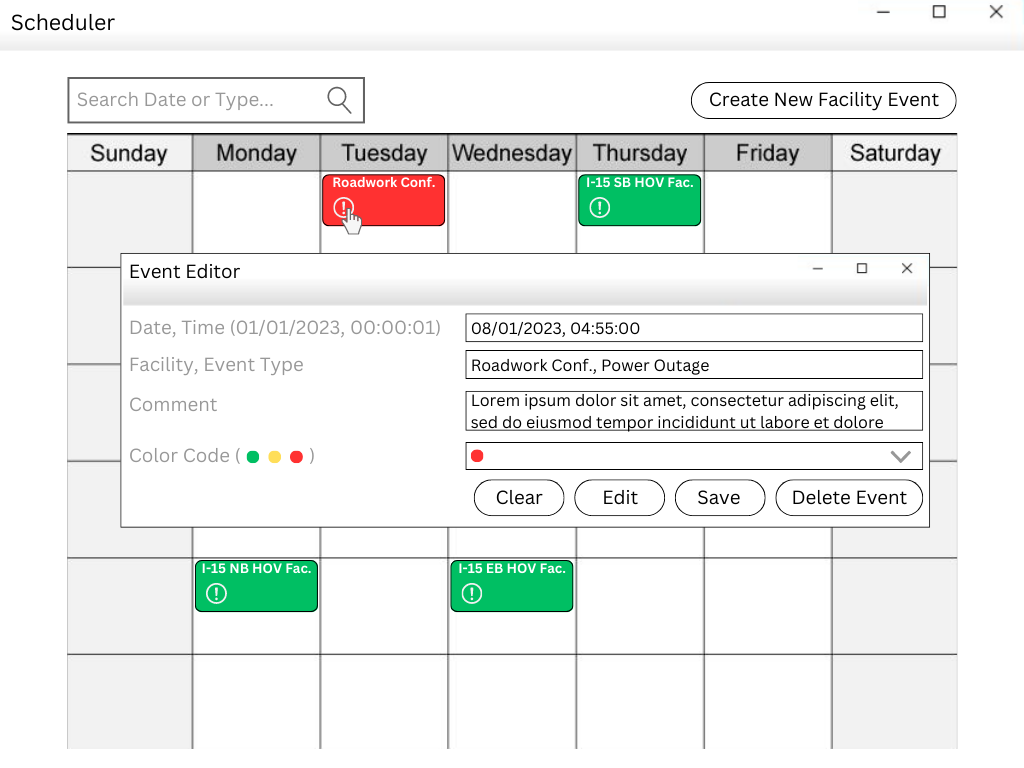 Scheduler
Search Date or Type...
Create New Facility Event
Sunday Monday Tuesday Wednesday Thursday Friday Saturday
Roadwork Conf. I-15 SB HOV Fac.
Event Editor
Date, Time (01/01/2023, 00:00:01) 08/01/2023, 04:55:00
Facility, Event Type Roadwork Conf., Power Outage
Comment Lorem ipsum dolor sit amet, consectetur adipiscing elit,
sed do eiusmod tempor incididunt ut labore et dolore
Color Code ( )
Clear Edit Save Delete Event
I-15 NB HOV Fac. I-15 EB HOV Fac.